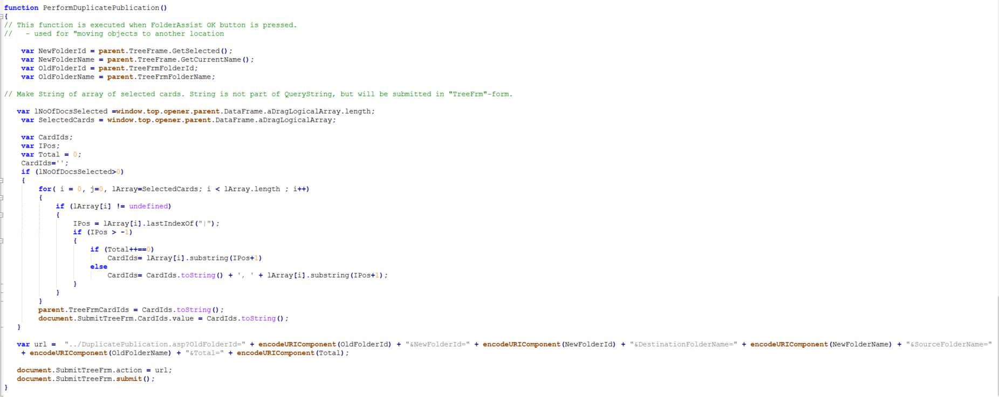 function PerformDuplicatePublication()
{
// This function is executed when FolderAssist OK button is pressed.
//   - used for "moving objects to another location
    var NewFolderId = parent.TreeFrame.GetSelected();
    var NewFolderName = parent.TreeFrame.GetCurrentName();
    var OldFolderId = parent.TreeFrmFolderId;
    var OldFolderName = parent.TreeFrmFolderName;
// Make String of array of selected cards. String is not part of QueryString, but will be submitted in "TreeFrm"-form.
   var lNoOfDocsSelected =window.top.opener.parent.DataFrame.aDragLogicalArray.length;
    var SelectedCards = window.top.opener.parent.DataFrame.aDragLogicalArray;
    var CardIds;
    var IPos;
    var Total = 0;
    CardIds='';
    if (lNoOfDocsSelected>0)
    {
        for( i = 0, j=0, lArray=SelectedCards; i < lArray.length ; i++)
        {
            if (lArray[i] != undefined)
            {
                IPos = lArray[i].lastIndexOf("|");
                if (IPos > -1)
                {
                    if (Total++==0)
                        CardIds= lArray[i].substring(IPos+1)
                    else
                        CardIds= CardIds.toString() + ', ' + lArray[i].substring(IPos+1);
                }
            }
        }
        parent.TreeFrmCardIds = CardIds.toString();
        document.SubmitTreeFrm.CardIds.value = CardIds.toString();
   }
   var url =  "../DuplicatePublication.asp?OldFolderId=" + encodeURIComponent(OldFolderId) + "&NewFolderId=" + encodeURIComponent(NewFolderId) + "&DestinationFolderName=" + encodeURIComponent(NewFolderName) + "&SourceFolderName="
    + encodeURIComponent(OldFolderName) + "&Total=" + encodeURIComponent(Total);
   document.SubmitTreeFrm.action = url;
   document.SubmitTreeFrm.submit();
}